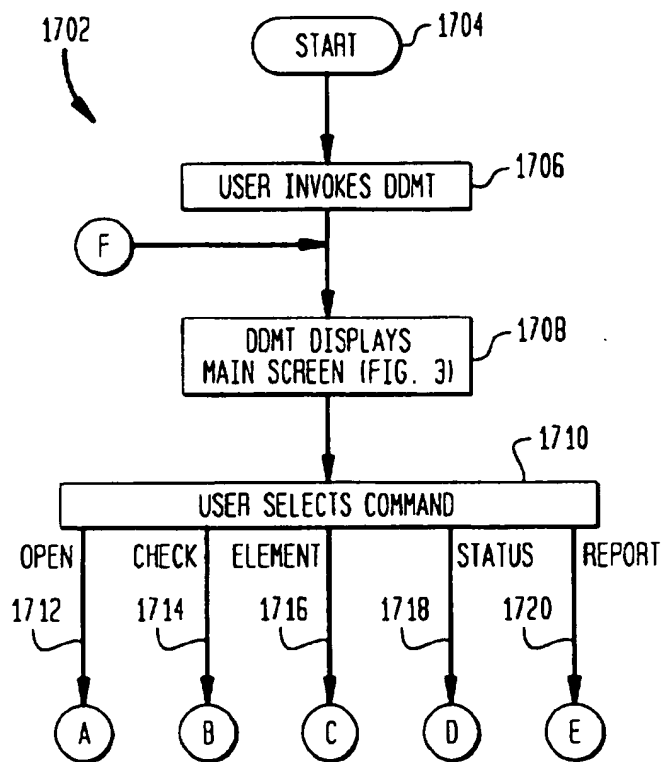 1702
START
1704
USER INVOKES DDMT
1706
F
DDMT DISPLAYS
MAIN SCREEN (FIG. 3)
1708
1710
USER SELECTS COMMAND
OPEN CHECK ELEMENT STATUS REPORT
1712 1714 1716 1718 1720
A B C D E